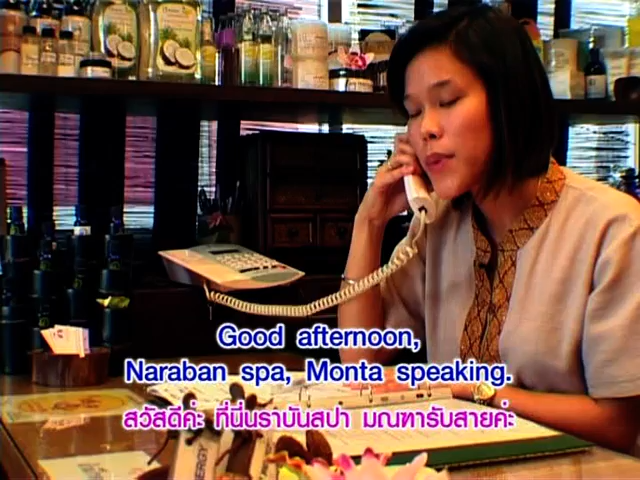 Good afternoon,
Naraban spa, Monta speaking.
สวัสดีค่ะ ที่นี่นราบันสปา มณฑารับสายค่ะ